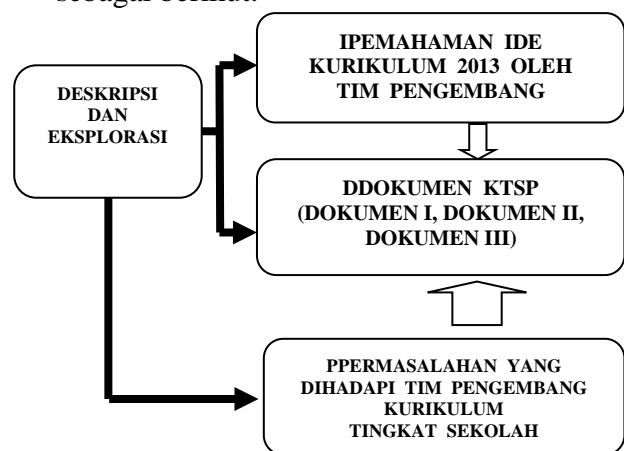 sebagai berikut.
IPEMAHAMAN IDE
KURIKULUM 2013 OLEH
TIM PENGEMBANG
DESKRIPSI
DAN
EKSPLORASI
DDOKUMEN KTSP
(DOKUMEN I, DOKUMEN II,
DOKUMEN III)
PPERMASALAHAN YANG
DIHADAPI TIM PENGEMBANG
KURIKULUM
TINGKAT SEKOLAH